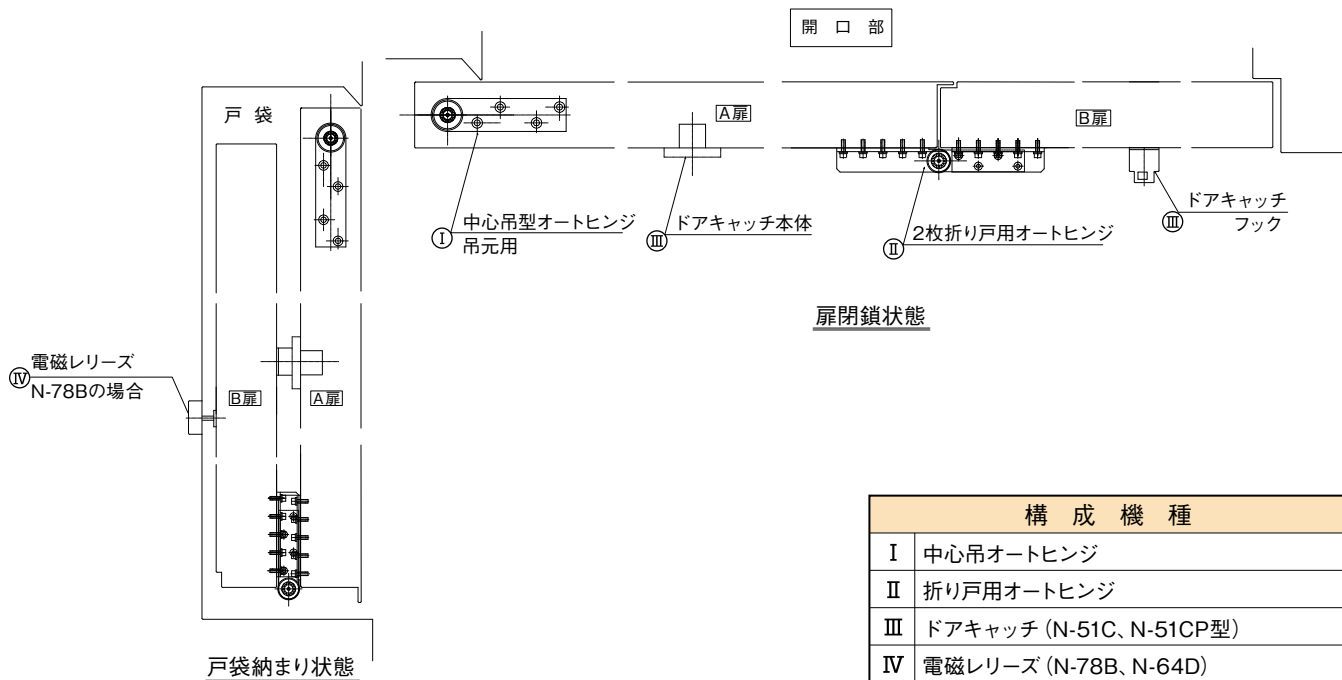 開口部
戸袋
A扉
B扉
Ⅰ
中心吊型オートヒンジ
吊元用
Ⅲ
ドアキャッチ本体
Ⅱ
2枚折り戸用オートヒンジ
Ⅲ
ドアキャッチ
フック
扉閉鎖状態
Ⅳ
電磁レリーズ
N-78Bの場合
B扉
A扉
戸袋納まり状態
構成機種
Ⅰ 中心吊オートヒンジ
Ⅱ 折り戸用オートヒンジ
Ⅲ ドアキャッチ(N-51C、N-51CP型)
Ⅳ 電磁レリーズ(N-78B、N-64D)